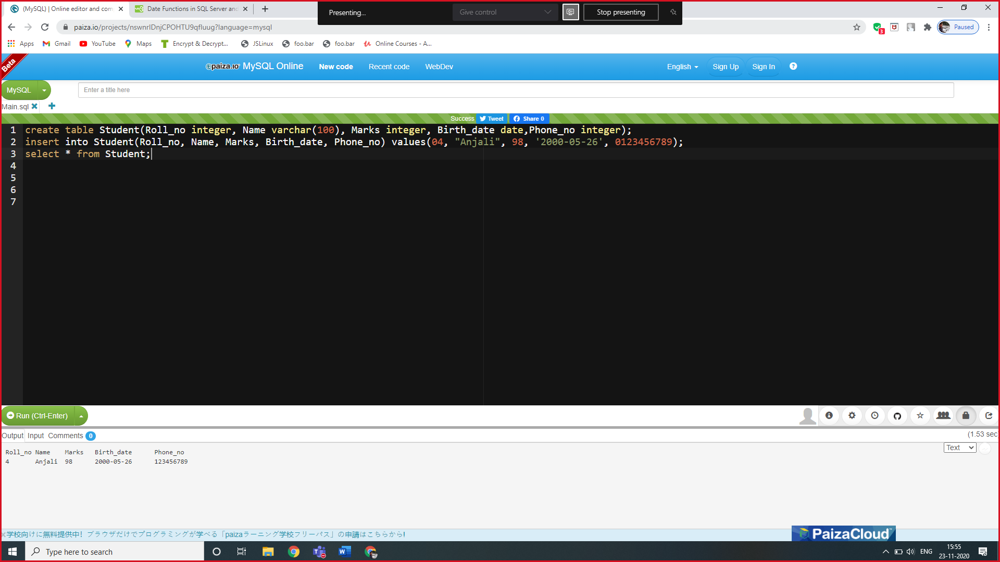 (MySQL) | Online editor and com
Date Functions in SQL Server and
Presenting...
Give control
Stop presenting
paiza.io/projects/nswnrIDnjCPOHTU9qfluug?language=mysql
3
Paused
Apps
Gmail
YouTube
Maps
Encrypt & Decrypt...
JSLinux
foo.bar
foo.bar
Online Courses - A...
Beta
paiza.io MySQL Online
New code
Recent code
WebDev
English
Sign Up
Sign In
?
MySQL
Enter a title here
Main.sql
Success
Tweet
Share 0
1 create table Student(Roll_no integer, Name varchar(100), Marks integer, Birth_date date,Phone_no integer);
2 insert into Student(Roll_no, Name, Marks, Birth_date, Phone_no) values(04, "Anjali", 98, '2000-05-26', 0123456789);
3 select * from Student;
4
5
6
7
Run (Ctrl-Enter)
Output Input Comments 0
(1.53 sec
Text
Roll_no Name Marks Birth_date Phone_no
4 Anjali 98 2000-05-26 123456789
学校向けに無料提供中！ブラウザだけでプログラミングが学べる「paizaラーニング学校フリーパス」の申請はこちらから!
PaizaCloud
Type here to search
ENG
15:55
23-11-2020